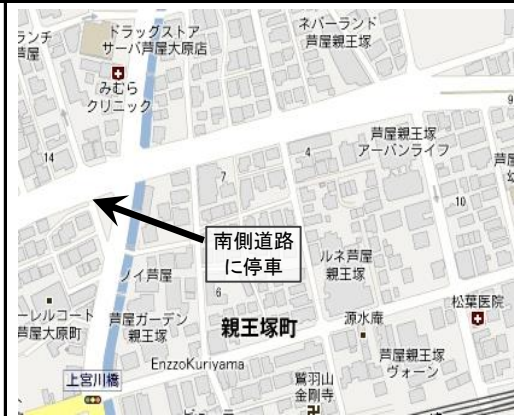 ランチ
芦屋
ドラッグストア
サーバ芦屋大原店
ネバーランド
芦屋親王塚
みむら
クリニック
9
14
芦屋親王塚
アーバンライフ
4
7
芦屋
10
南側道路
に停車
ノイ芦屋
ルネ芦屋
親王塚
6
ーレルコート
芦屋大原町
芦屋ガーデン
親王塚
親王塚町
源水庵
松葉医院
EnzzoKuriyama
芦屋親王塚
ヴォーン
上宮川橋
鷲羽山
金剛寺